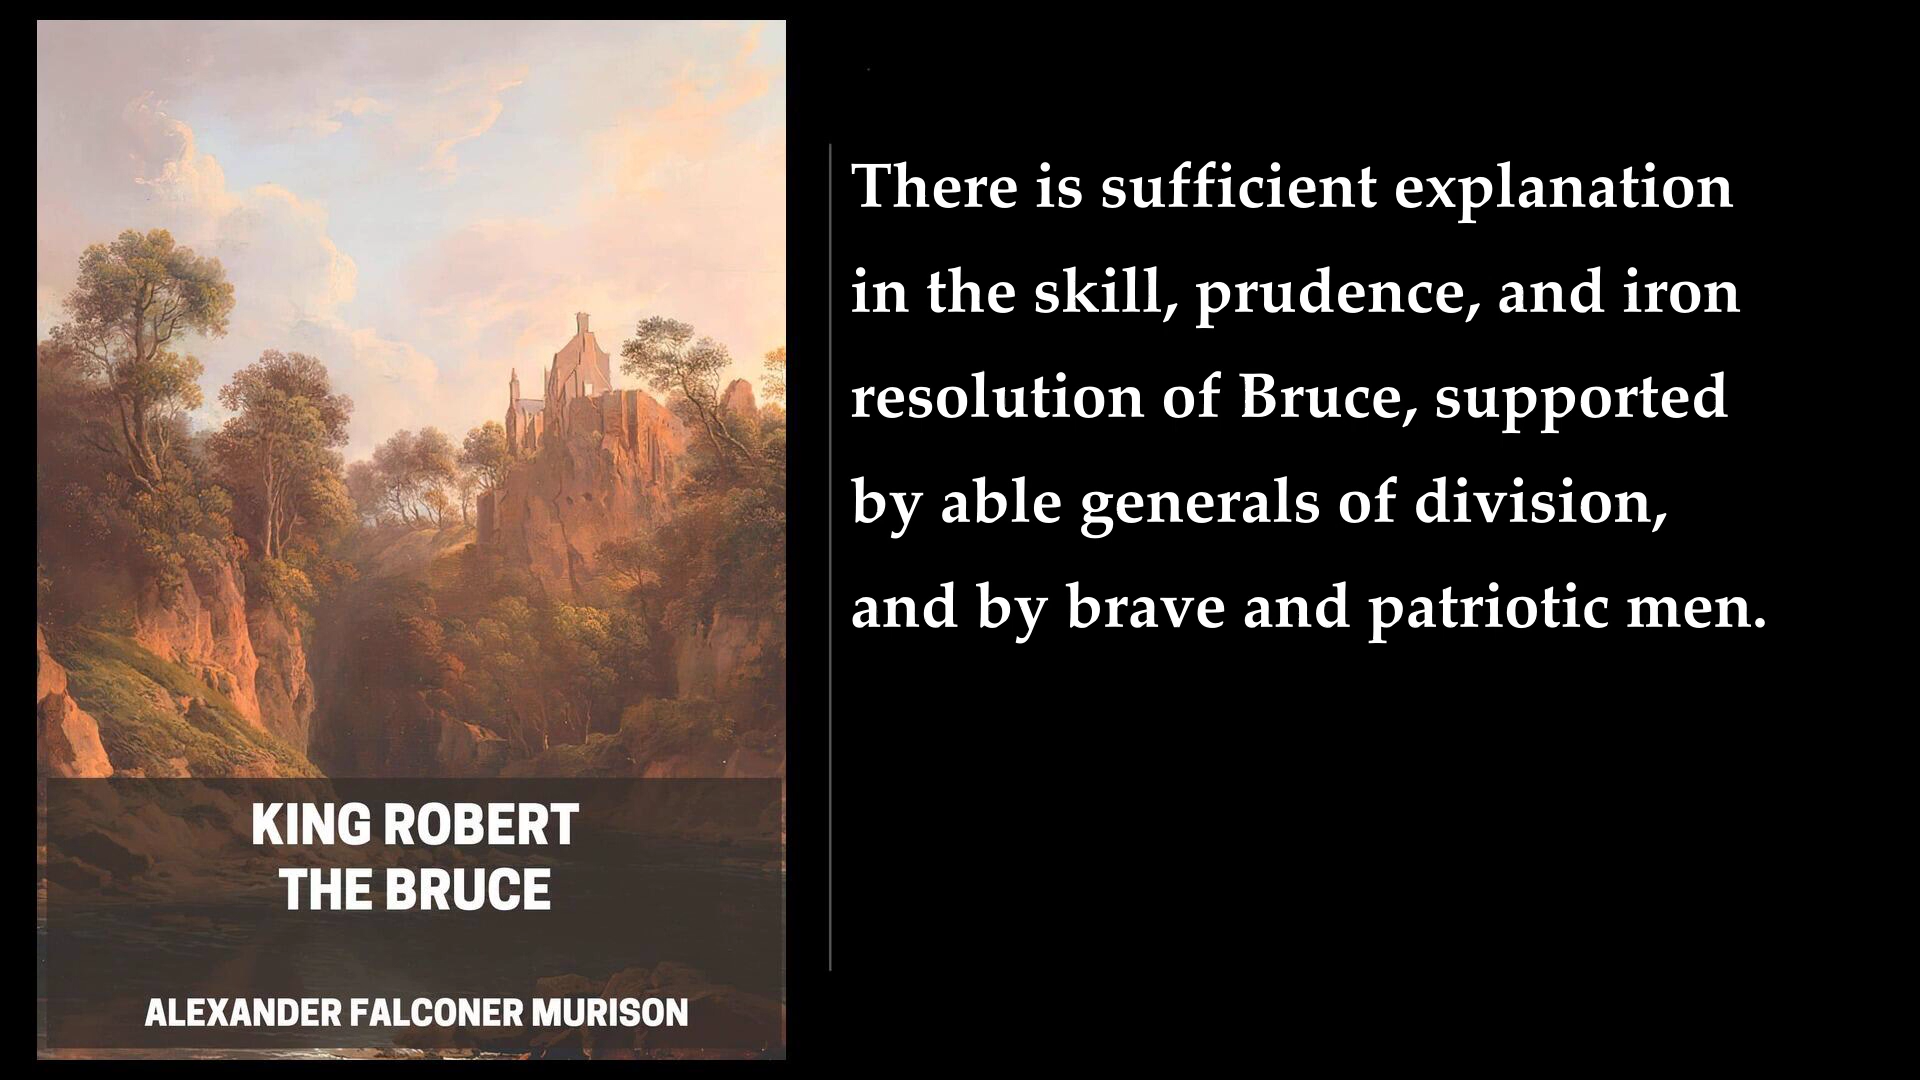 KING ROBERT
THE BRUCE
ALEXANDER FALCONER MURISON
There is sufficient explanation
in the skill, prudence, and iron
resolution of Bruce, supported
by able generals of division,
and by brave and patriotic men.